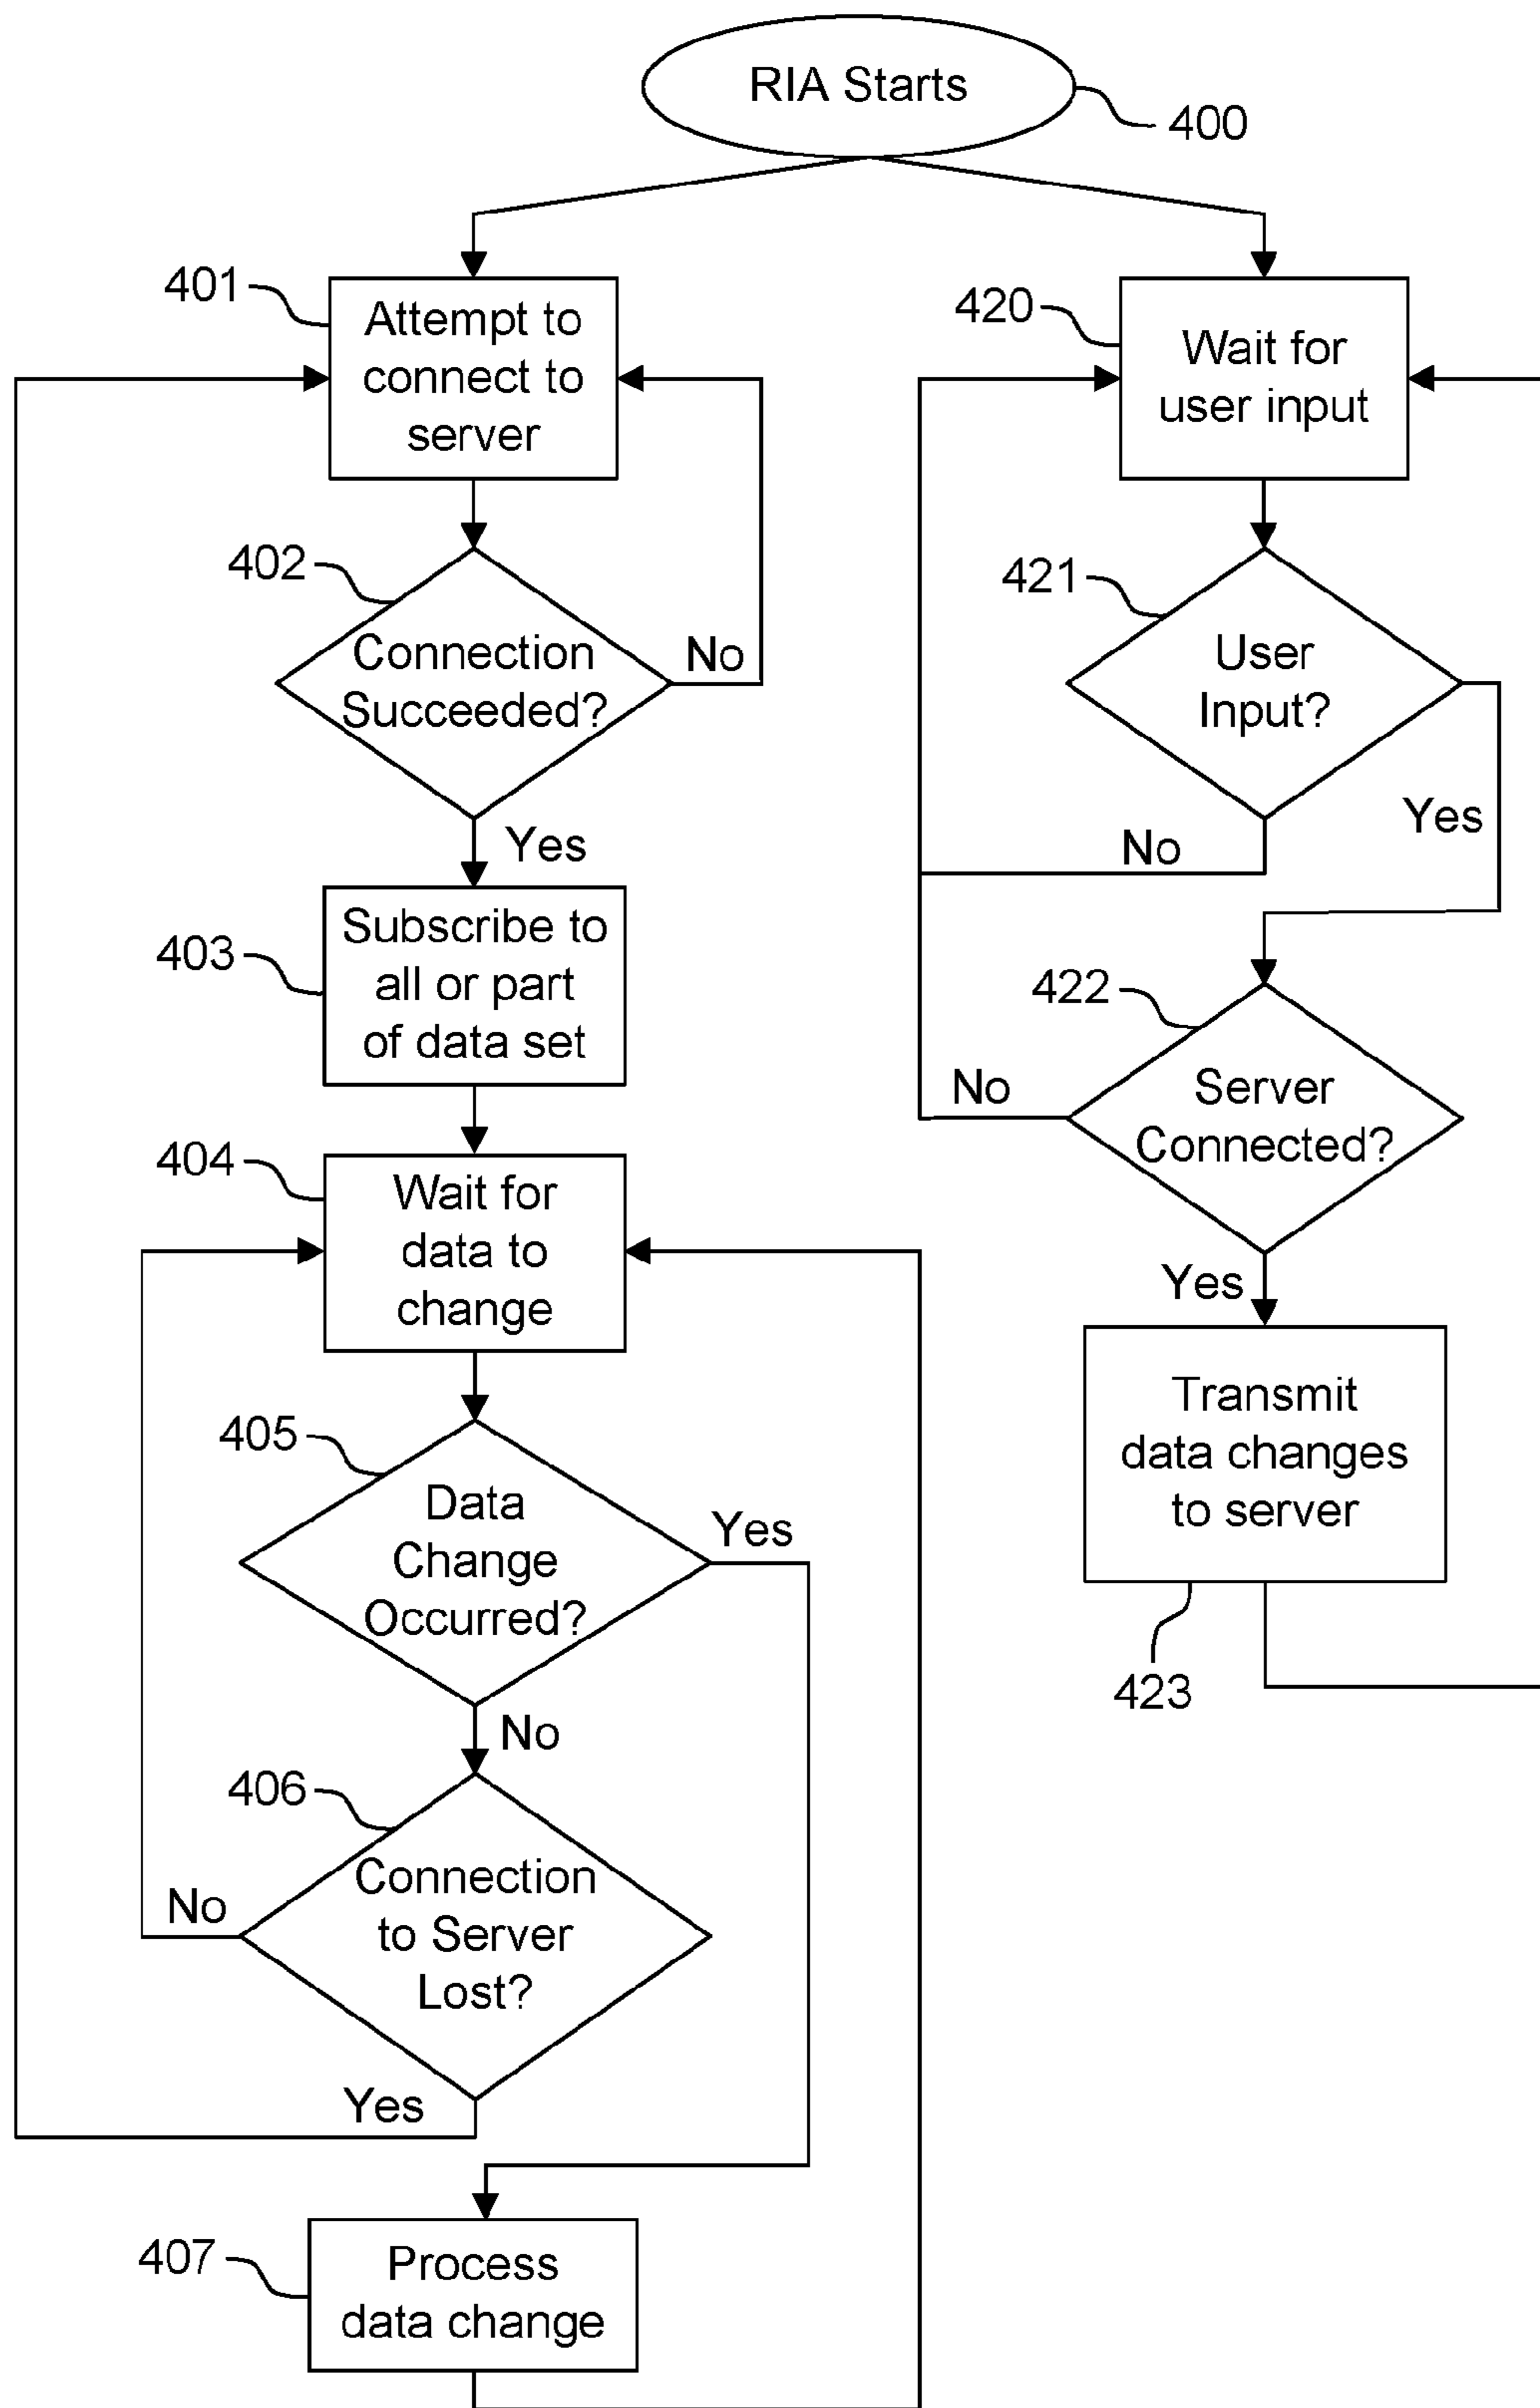 RIA Starts
400
401
Attempt to
connect to
server
402
Connection
Succeeded?
No
Yes
403
Subscribe to
all or part
of data set
404
Wait for
data to
change
405
Data
Change
Occurred?
Yes
No
406
Connection
to Server
Lost?
No
Yes
407
Process
data change
420
Wait for
user input
421
User
Input?
No
Yes
422
Server
Connected?
No
Yes
Transmit
data changes
to server
423